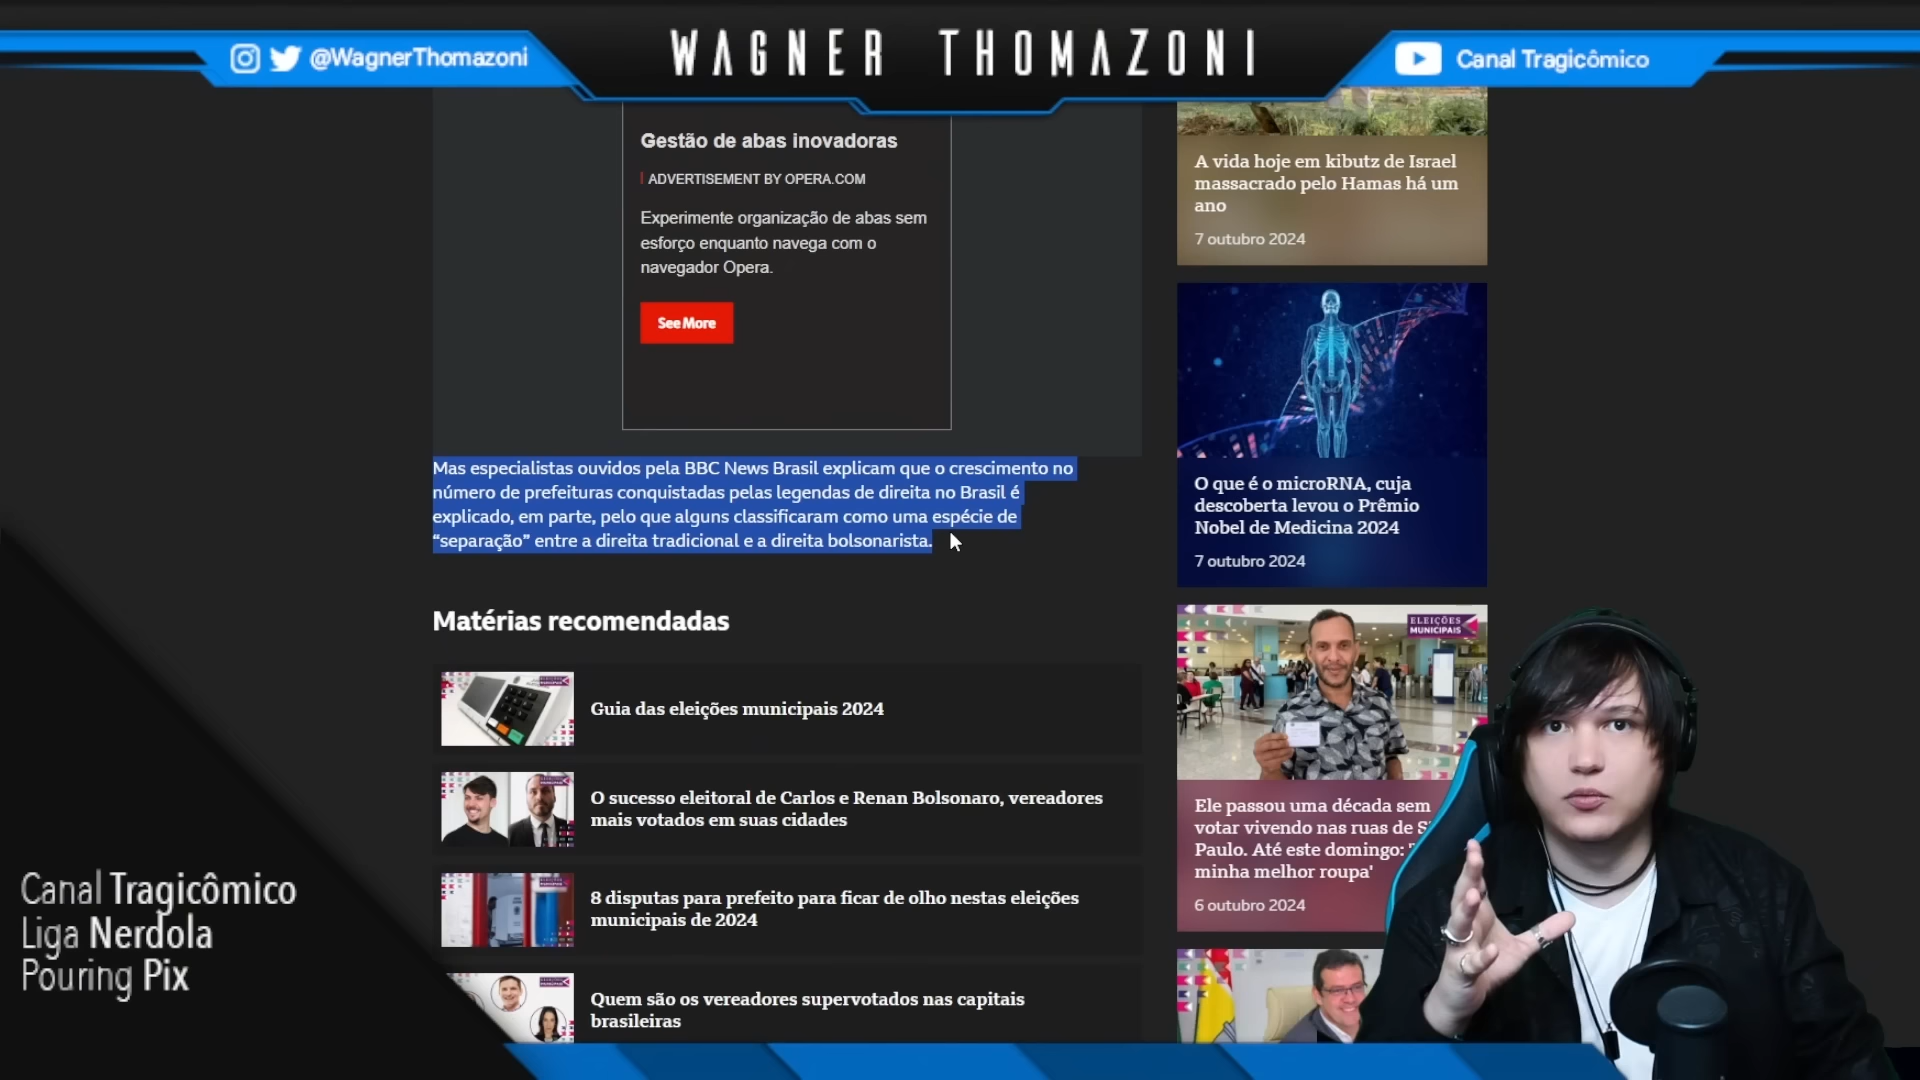 @WagnerThomazoni
WAGNER THOMAZONI
Canal Tragicômico
Gestão de abas inovadoras
ADVERTISEMENT BY OPERA.COM
Experimente organização de abas sem
esforço enquanto navega com o
navegador Opera.
See More
Mas especialistas ouvidos pela BBC News Brasil explicam que o crescimento no
número de prefeituras conquistadas pelas legendas de direita no Brasil é
explicado, em parte, pelo que alguns classificaram como uma espécie de
“separação” entre a direita tradicional e a direita bolsonarista.
Matérias recomendadas
Guia das eleições municipais 2024
O sucesso eleitoral de Carlos e Renan Bolsonaro, vereadores
mais votados em suas cidades
8 disputas para prefeito para ficar de olho nestas eleições
municipais de 2024
Quem são os vereadores supervotados nas capitais
brasileiras
A vida hoje em kibutz de Israel
massacrado pelo Hamas há um
ano
7 outubro 2024
O que é o microRNA, cuja
descoberta levou o Prêmio
Nobel de Medicina 2024
7 outubro 2024
ELEIÇÕES
MUNICIPAIS
Ele passou uma década sem
votar vivendo nas ruas de
Paulo. Até este domingo:
minha melhor roupa'
6 outubro 2024
Canal Tragicômico
Liga Nerdola
Pouring Pix